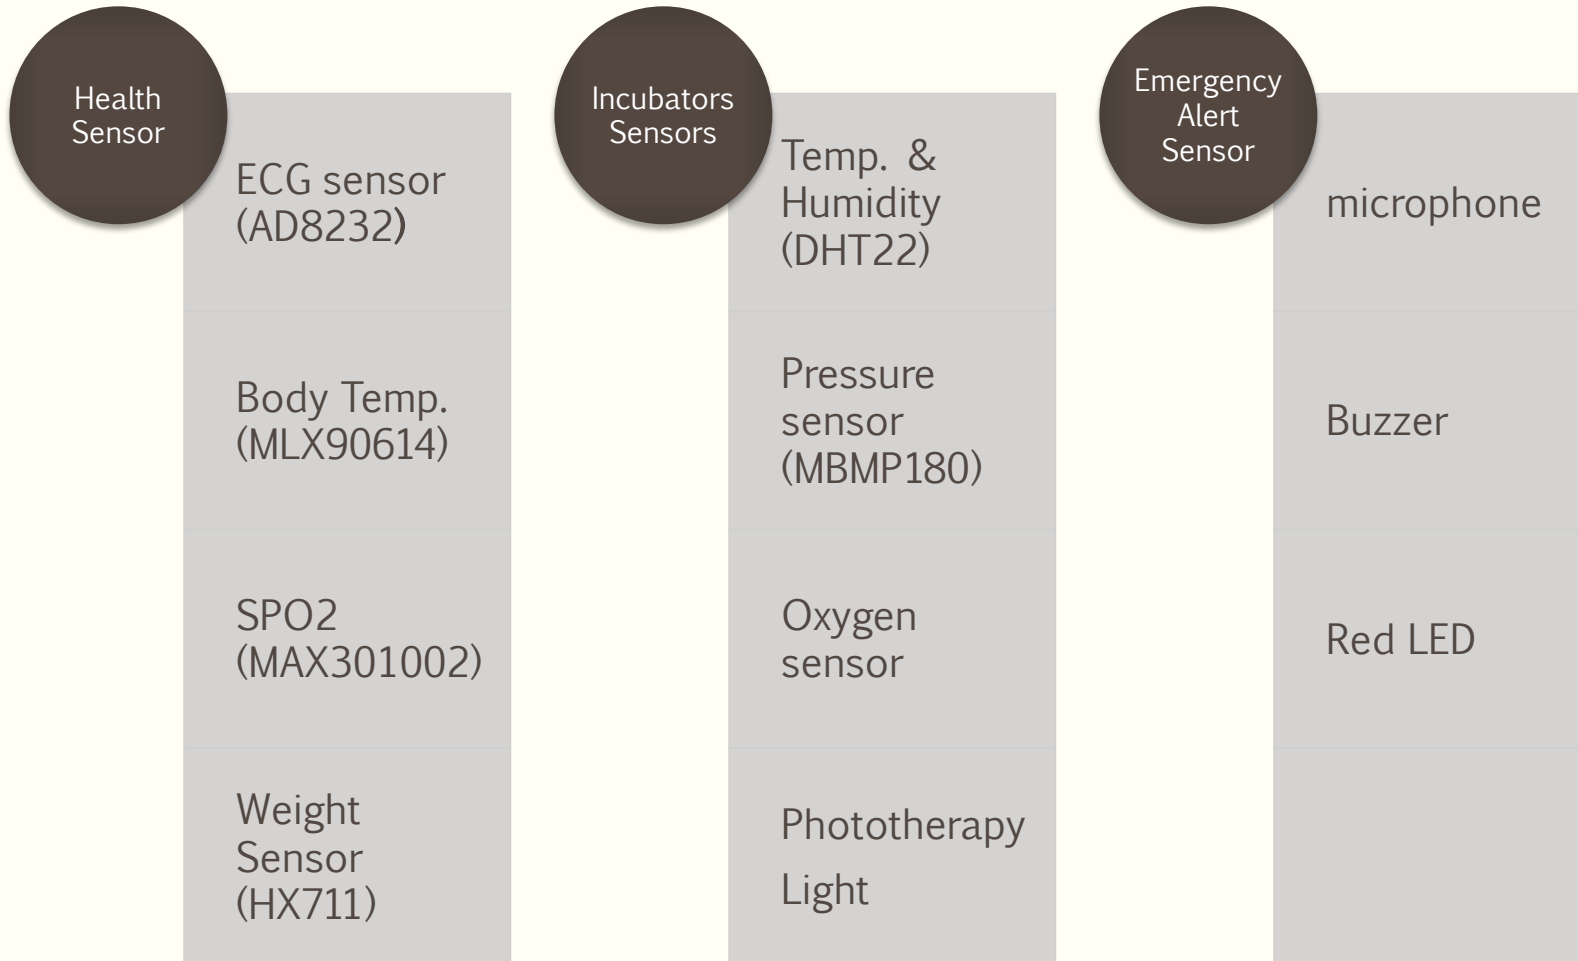 Health
Sensor
ECG sensor
(AD8232)
Body Temp.
(MLX90614)
SPO2
(MAX301002)
Weight
Sensor
(HX711)
Incubators
Sensors
Temp. &
Humidity
(DHT22)
Pressure
sensor
(MBMP180)
Oxygen
sensor
Phototherapy
Light
Emergency
Alert
Sensor
microphone
Buzzer
Red LED